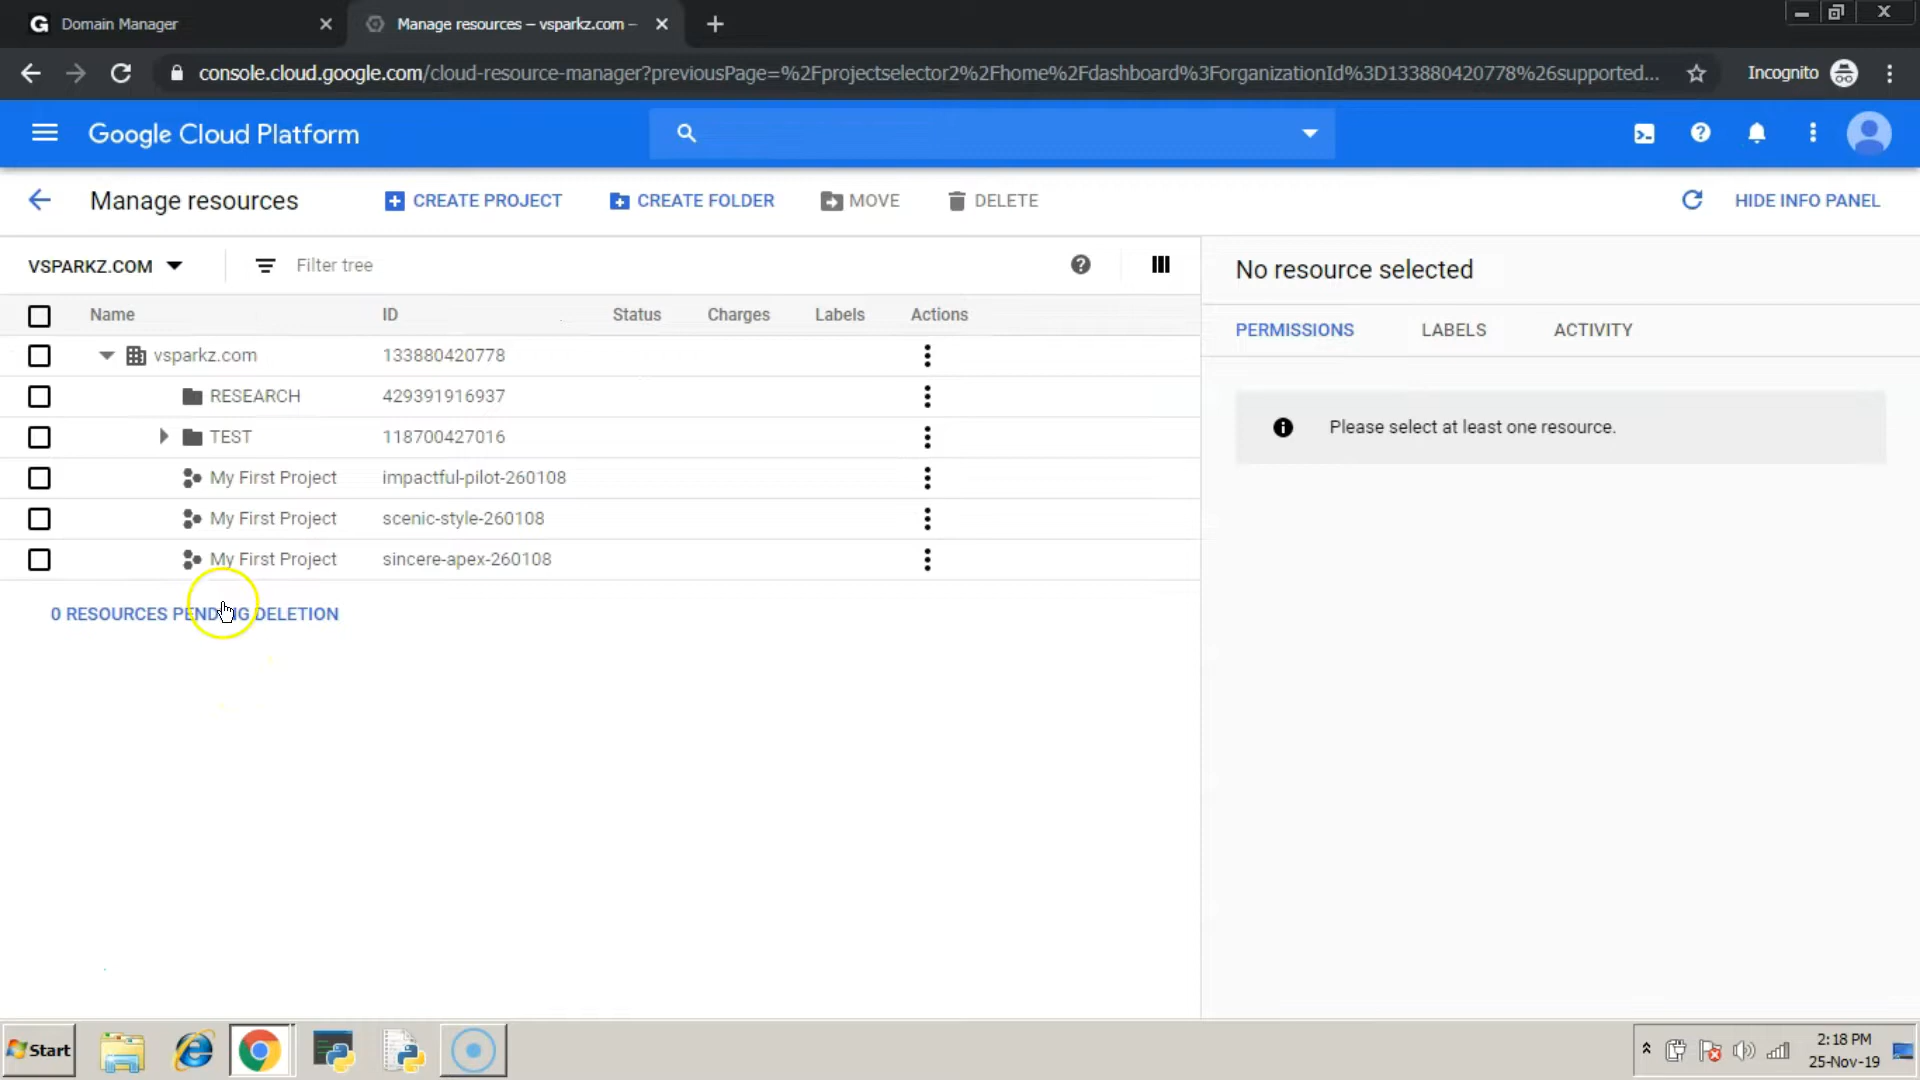 Domain Manager
Manage resources – vsparkz.com –
console.cloud.google.com/cloud-resource-manager?previousPage=%2Fprojectselector2%2Fhome%2Fdashboard%3ForganizationId%3D133880420778%26supported...
Incognito
Google Cloud Platform
Manage resources
CREATE PROJECT
CREATE FOLDER
MOVE
DELETE
HIDE INFO PANEL
VSPARKZ.COM
Filter tree
No resource selected
Name ID Status Charges Labels Actions
PERMISSIONS LABELS ACTIVITY
vsparkz.com 133880420778
RESEARCH 429391916937
TEST 118700427016
Please select at least one resource.
My First Project impactful-pilot-260108
My First Project scenic-style-260108
My First Project sincere-apex-260108
0 RESOURCES PENDING DELETION
Start
2:18 PM
25-Nov-19